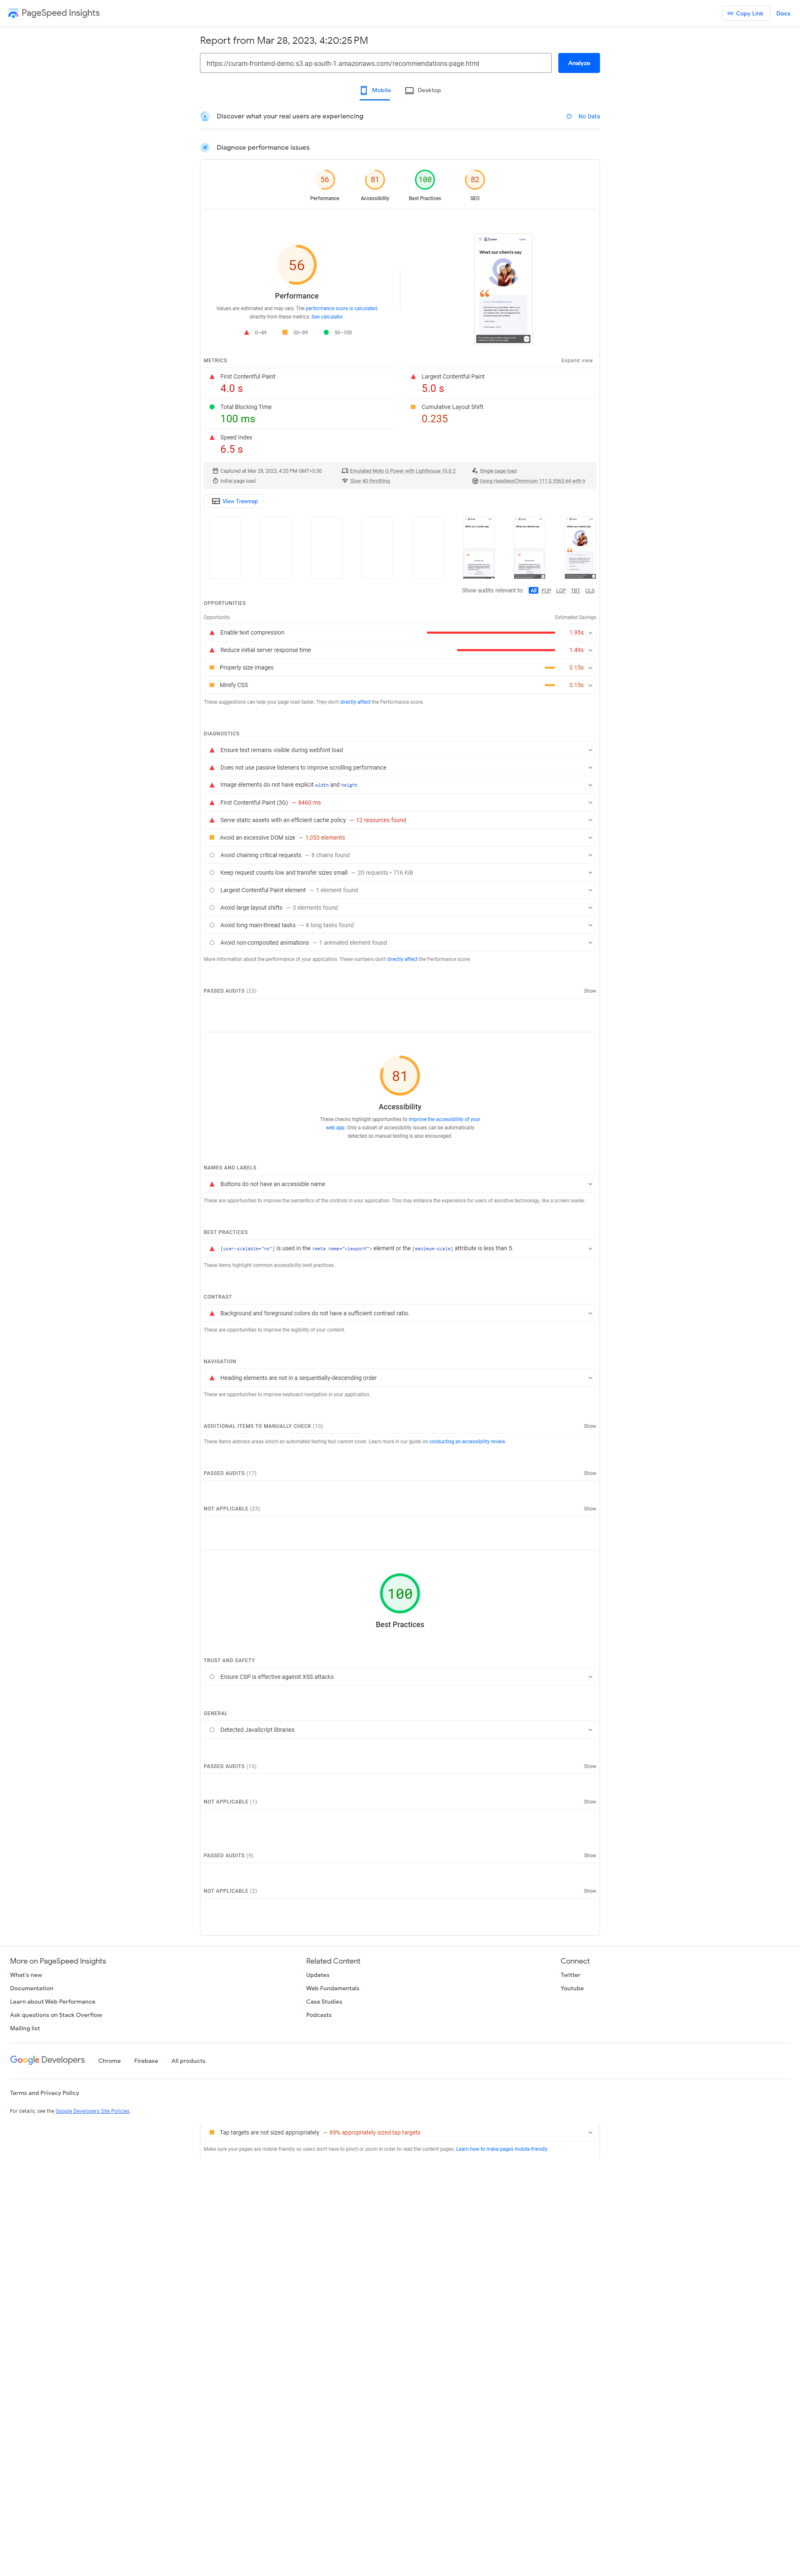 PageSpeed Insights
Copy Link
Docs
Report from Mar 28, 2023, 4:20:25 PM
https://curam-frontend-demo.s3.ap-south-1.amazonaws.com/recommendations-page.html
Analyze
Mobile
Desktop
Discover what your real users are experiencing
No Data
Diagnose performance issues
56
81
100
82
Performance
Accessibility
Best Practices
SEO
56
Performance
Values are estimated and may vary. The performance score is calculated
directly from these metrics. See calculator.
0–49
50–89
90–100
What our clients say
METRICS
Expand view
First Contentful Paint
4.0 s
Largest Contentful Paint
5.0 s
Total Blocking Time
100 ms
Cumulative Layout Shift
0.235
Speed Index
6.5 s
Captured at Mar 28, 2023, 4:20 PM GMT+5:30
Emulated Moto G Power with Lighthouse 10.0.2
Single page load
Initial page load
Slow 4G throttling
Using HeadlessChromium 111.0.5563.64 with lr
View Treemap
Show audits relevant to: All FCP LCP TBT CLS
OPPORTUNITIES
Opportunity
Estimated Savings
Enable text compression
1.95s
Reduce initial server response time
1.49s
Properly size images
0.15s
Minify CSS
0.15s
These suggestions can help your page load faster. They don't directly affect the Performance score.
DIAGNOSTICS
Ensure text remains visible during webfont load
Does not use passive listeners to improve scrolling performance
Image elements do not have explicit width and height
First Contentful Paint (3G) — 8460 ms
Serve static assets with an efficient cache policy — 12 resources found
Avoid an excessive DOM size — 1,053 elements
Avoid chaining critical requests — 8 chains found
Keep request counts low and transfer sizes small — 20 requests • 716 KiB
Largest Contentful Paint element — 1 element found
Avoid large layout shifts — 3 elements found
Avoid long main-thread tasks — 8 long tasks found
Avoid non-composited animations — 1 animated element found
More information about the performance of your application. These numbers don't directly affect the Performance score.
PASSED AUDITS (23)
Show
81
Accessibility
These checks highlight opportunities to improve the accessibility of your
web app. Only a subset of accessibility issues can be automatically
detected so manual testing is also encouraged.
NAMES AND LABELS
Buttons do not have an accessible name
These are opportunities to improve the semantics of the controls in your application. This may enhance the experience for users of assistive technology, like a screen reader.
BEST PRACTICES
[user-scalable="no"] is used in the <meta name="viewport"> element or the [maximum-scale] attribute is less than 5.
These items highlight common accessibility best practices.
CONTRAST
Background and foreground colors do not have a sufficient contrast ratio.
These are opportunities to improve the legibility of your content.
NAVIGATION
Heading elements are not in a sequentially-descending order
These are opportunities to improve keyboard navigation in your application.
ADDITIONAL ITEMS TO MANUALLY CHECK (10)
Show
These items address areas which an automated testing tool cannot cover. Learn more in our guide on conducting an accessibility review.
PASSED AUDITS (17)
Show
NOT APPLICABLE (23)
Show
100
Best Practices
TRUST AND SAFETY
Ensure CSP is effective against XSS attacks
GENERAL
Detected JavaScript libraries
PASSED AUDITS (13)
Show
NOT APPLICABLE (1)
Show
PASSED AUDITS (9)
Show
NOT APPLICABLE (2)
Show
More on PageSpeed Insights
What's new
Documentation
Learn about Web Performance
Ask questions on Stack Overflow
Mailing list
Related Content
Updates
Web Fundamentals
Case Studies
Podcasts
Connect
Twitter
Youtube
Google Developers
Chrome
Firebase
All products
Terms and Privacy Policy
For details, see the Google Developers Site Policies.
Tap targets are not sized appropriately — 89% appropriately sized tap targets
Make sure your pages are mobile friendly so users don't have to pinch or zoom in order to read the content pages. Learn how to make pages mobile-friendly.